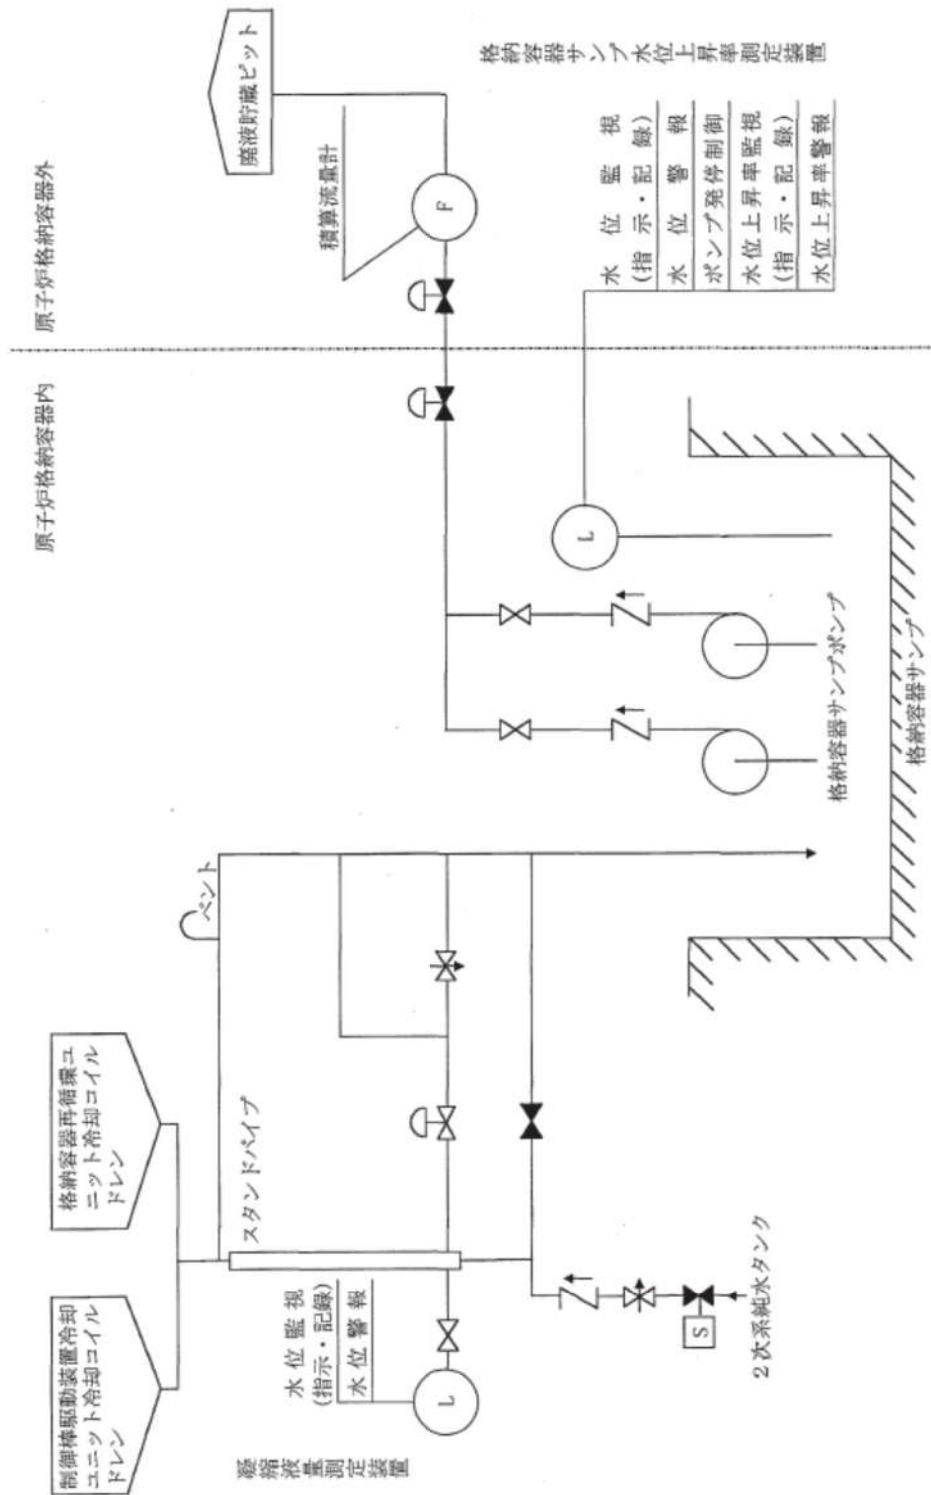 制御棒駆動装置冷却
ユニット冷却コイル
ドレン
格納容器再循環ユ
ニット冷却コイル
ドレン
原子炉格納容器内
原子炉格納容器外
廃液貯蔵ピット
ベント
積算流量計
F
スタンドパイプ
凝縮液量測定装置
水位監視
(指示・記録)
水位警報
L
格納容器サンプ水位上昇率測定装置
水位監視
(指示・記録)
水位警報
ポンプ発停制御
水位上昇率監視
(指示・記録)
水位上昇率警報
L
S
2次系純水タンク
格納容器サンプポンプ
格納容器サンプ